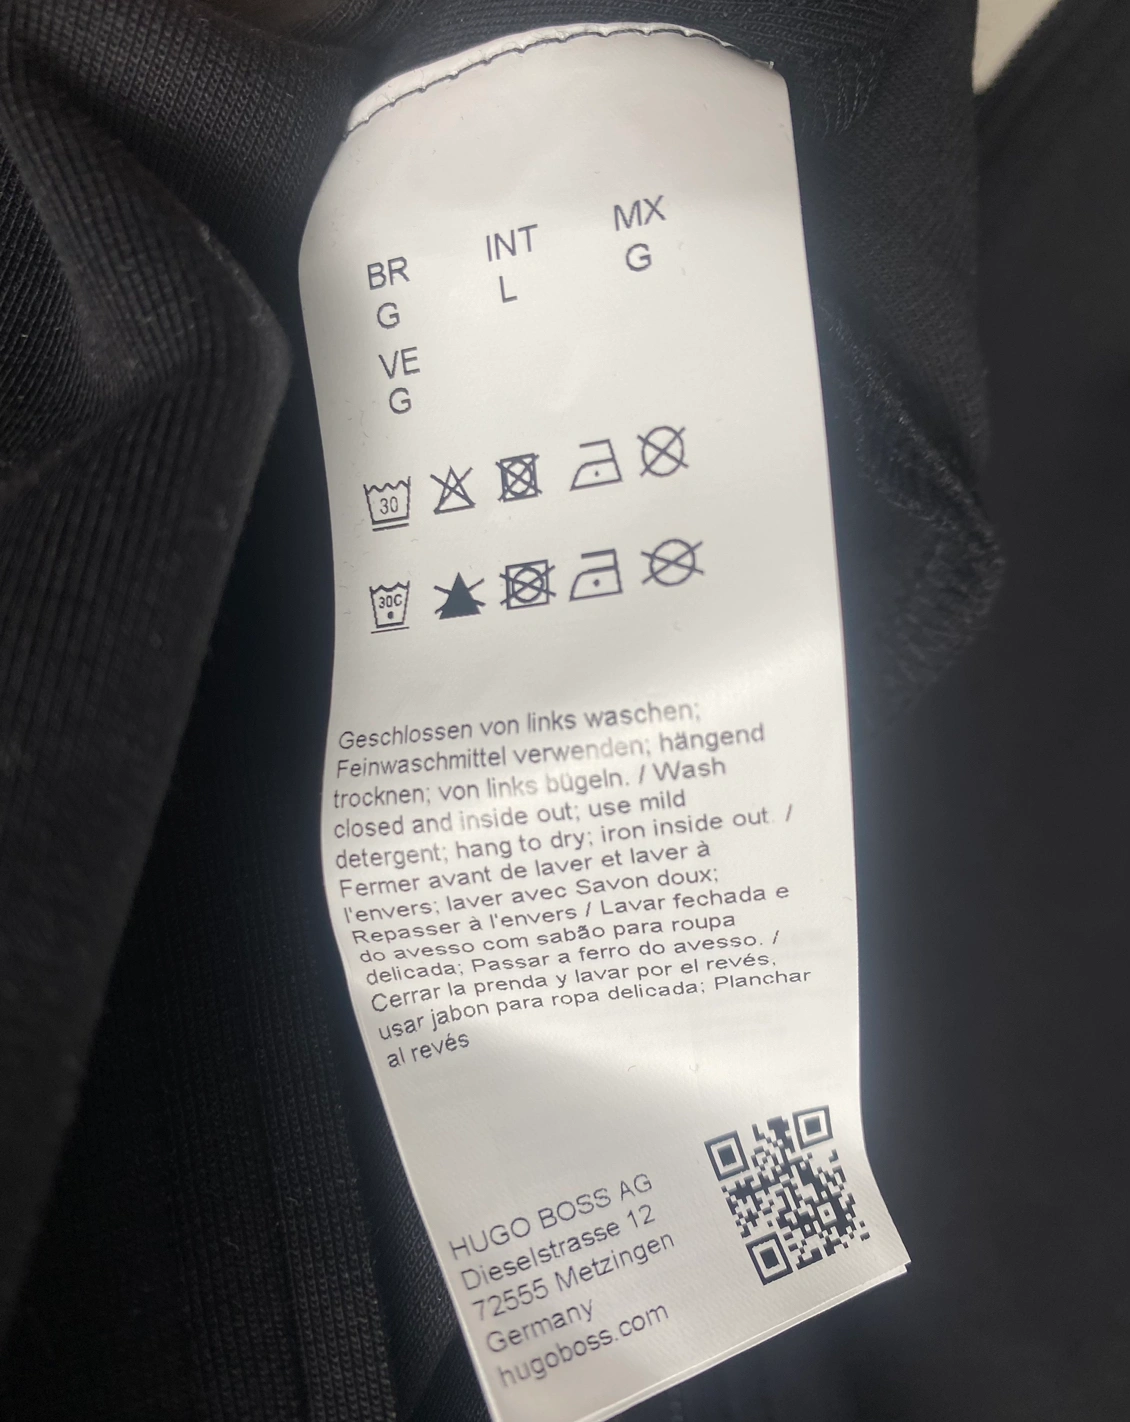 BR INT MX
G L G
VE
G
30
30C
Geschlossen von links waschen;
Feinwaschmittel verwenden; hängend
trocknen; von links bügeln. / Wash
closed and inside out; use mild
detergent; hang to dry; iron inside out. /
Fermer avant de laver et laver à
l'envers; laver avec Savon doux;
Repasser à l'envers / Lavar fechada e
do avesso com sabão para roupa
delicada; Passar a ferro do avesso. /
Cerrar la prenda y lavar por el revés,
usar jabon para ropa delicada; Planchar
al revés
HUGO BOSS AG
Dieselstrasse 12
72555 Metzingen
Germany
hugoboss.com